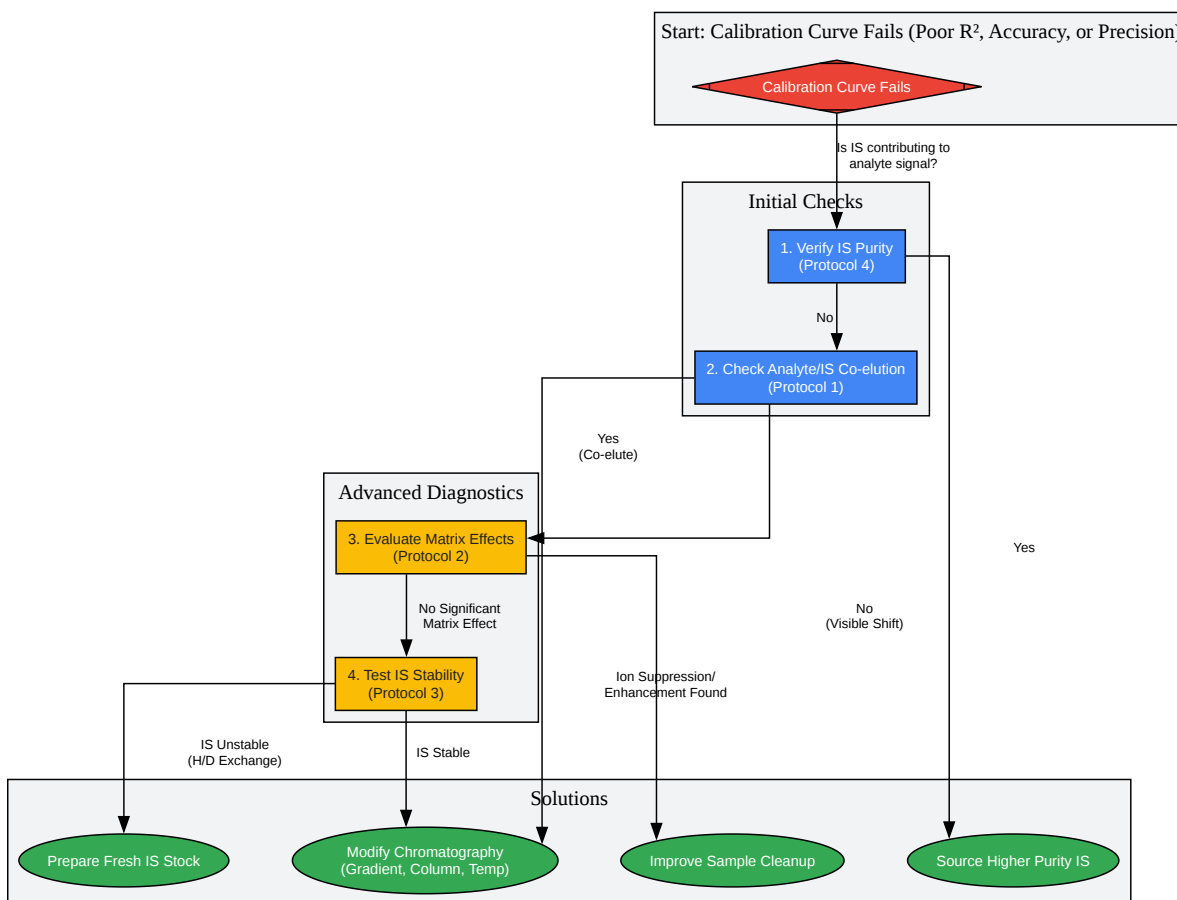 Start: Calibration Curve Fails (Poor R², Accuracy, or Precision)
Calibration Curve Fails
Is IS contributing to
analyte signal?
Initial Checks
1. Verify IS Purity
(Protocol 4)
No
2. Check Analyte/IS Co-elution
(Protocol 1)
Yes
(Co-elute)
Advanced Diagnostics
3. Evaluate Matrix Effects
(Protocol 2)
Yes
No Significant
Matrix Effect
No
(Visible Shift)
4. Test IS Stability
(Protocol 3)
Ion Suppression/
Enhancement Found
IS Unstable
(H/D Exchange)
IS Stable
Solutions
Prepare Fresh IS Stock
Modify Chromatography
(Gradient, Column, Temp)
Improve Sample Cleanup
Source Higher Purity IS